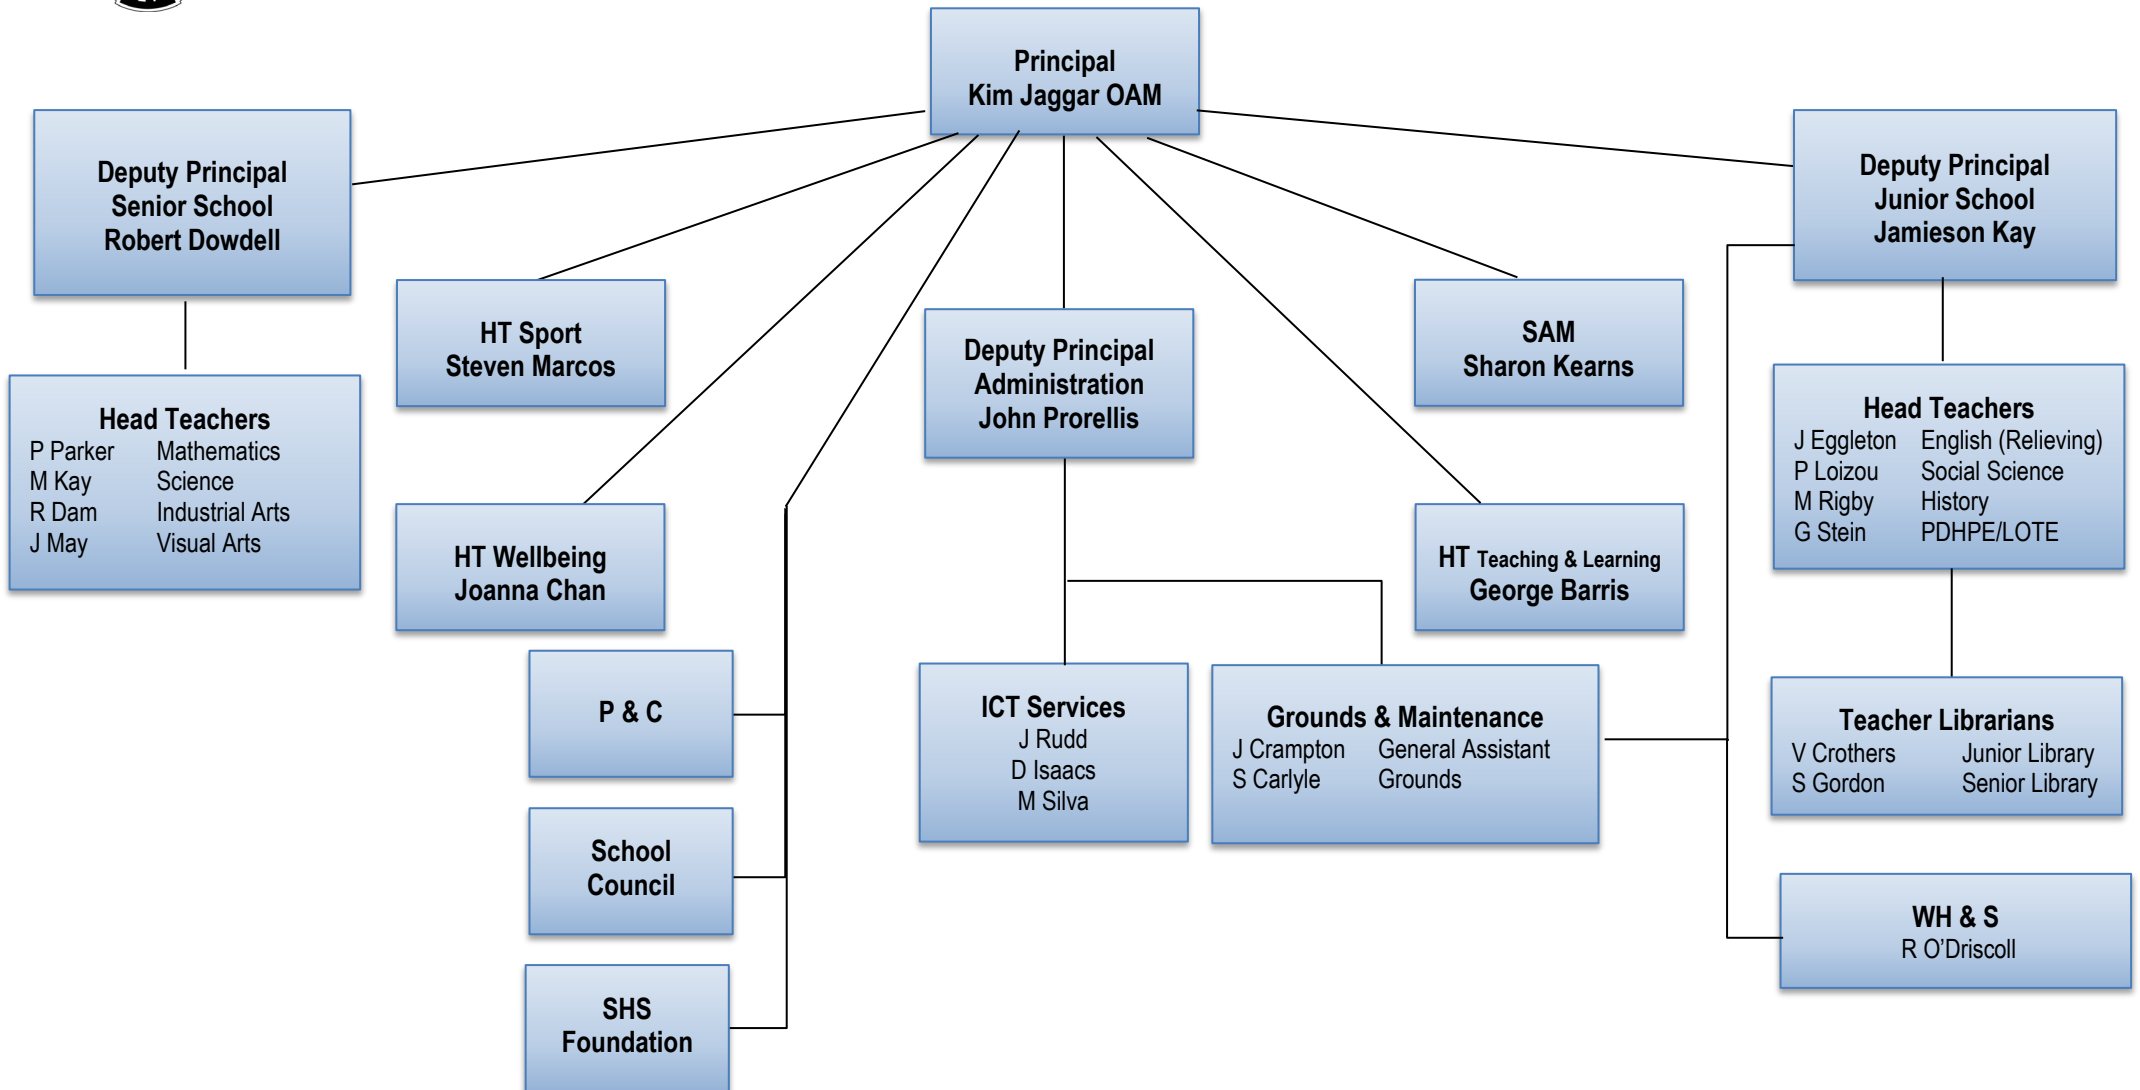 Principal
Kim Jaggar OAM
Deputy Principal
Senior School
Robert Dowdell
Deputy Principal
Junior School
Jamieson Kay
HT Sport
Steven Marcos
Deputy Principal
Administration
John Prorellis
SAM
Sharon Kearns
Head Teachers
P Parker Mathematics
M Kay Science
R Dam Industrial Arts
J May Visual Arts
Head Teachers
J Eggleton English (Relieving)
P Loizou Social Science
M Rigby History
G Stein PDHPE/LOTE
HT Wellbeing
Joanna Chan
HT Teaching & Learning
George Barris
P & C
ICT Services
J Rudd
D Isaacs
M Silva
Grounds & Maintenance
J Crampton General Assistant
S Carlyle Grounds
Teacher Librarians
V Crothers Junior Library
S Gordon Senior Library
School
Council
WH & S
R O’Driscoll
SHS
Foundation